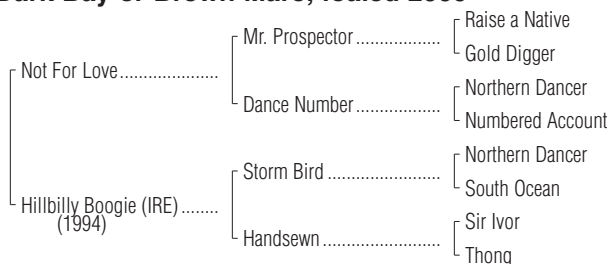 Dark Bay or Brown Mare; foaled
Raise a Native
Mr. Prospector ..................
Gold Digger
Not For Love.....................
Northern Dancer
Dance Number ..................
Numbered Account
Northern Dancer
Storm Bird ........................
South Ocean
Hillbilly Boogie (IRE) ........
(1994)
Sir Ivor
Handsewn.........................
Thong